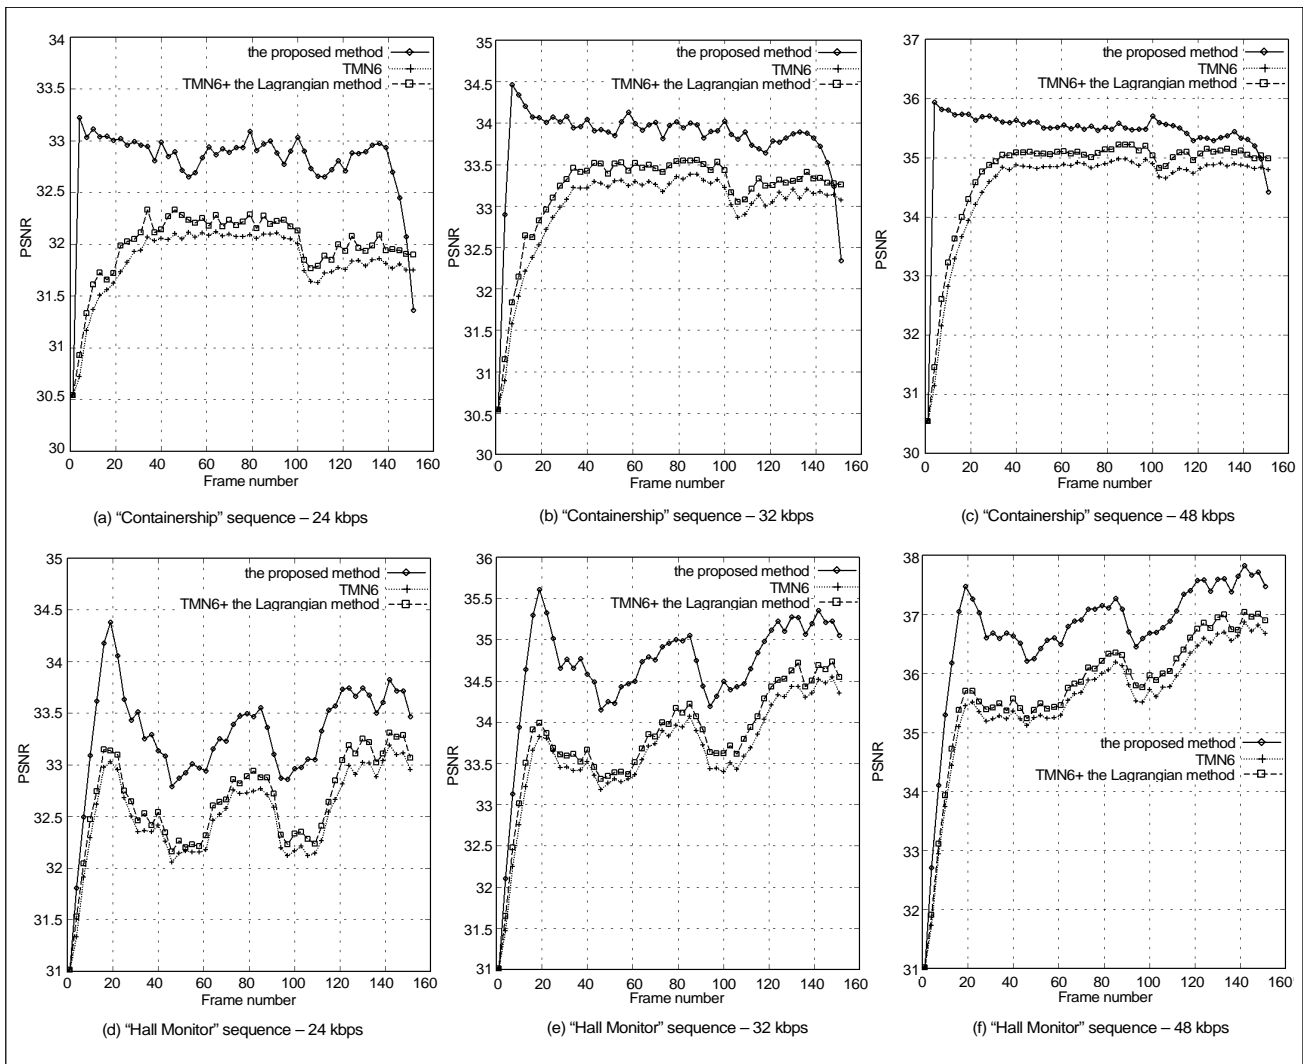 34
33.5
33
32.5
32
31.5
31
30.5
30
PSNR
the proposed method
TMN6
TMN6+ the Lagrangian method
0 20 40 60 80 100 120 140 160
Frame number
(a) “Containership” sequence – 24 kbps
35
34.5
34
33.5
33
32.5
32
31.5
31
30.5
30
PSNR
the proposed method
TMN6
TMN6+ the Lagrangian method
0 20 40 60 80 100 120 140 160
Frame number
(b) “Containership” sequence – 32 kbps
37
36
35
34
33
32
31
30
PSNR
the proposed method
TMN6
TMN6+ the Lagrangian method
0 20 40 60 80 100 120 140 160
Frame number
(c) “Containership” sequence – 48 kbps
35
34.5
34
33.5
33
32.5
32
31.5
31
PSNR
the proposed method
TMN6
TMN6+ the Lagrangian method
0 20 40 60 80 100 120 140 160
Frame number
(d) “Hall Monitor” sequence – 24 kbps
36
35.5
35
34.5
34
33.5
33
32.5
32
31.5
31
PSNR
the proposed method
TMN6
TMN6+ the Lagrangian method
0 20 40 60 80 100 120 140 160
Frame number
(e) “Hall Monitor” sequence – 32 kbps
38
37
36
35
34
33
32
31
PSNR
the proposed method
TMN6
TMN6+ the Lagrangian method
0 20 40 60 80 100 120 140 160
Frame number
(f) “Hall Monitor” sequence – 48 kbps